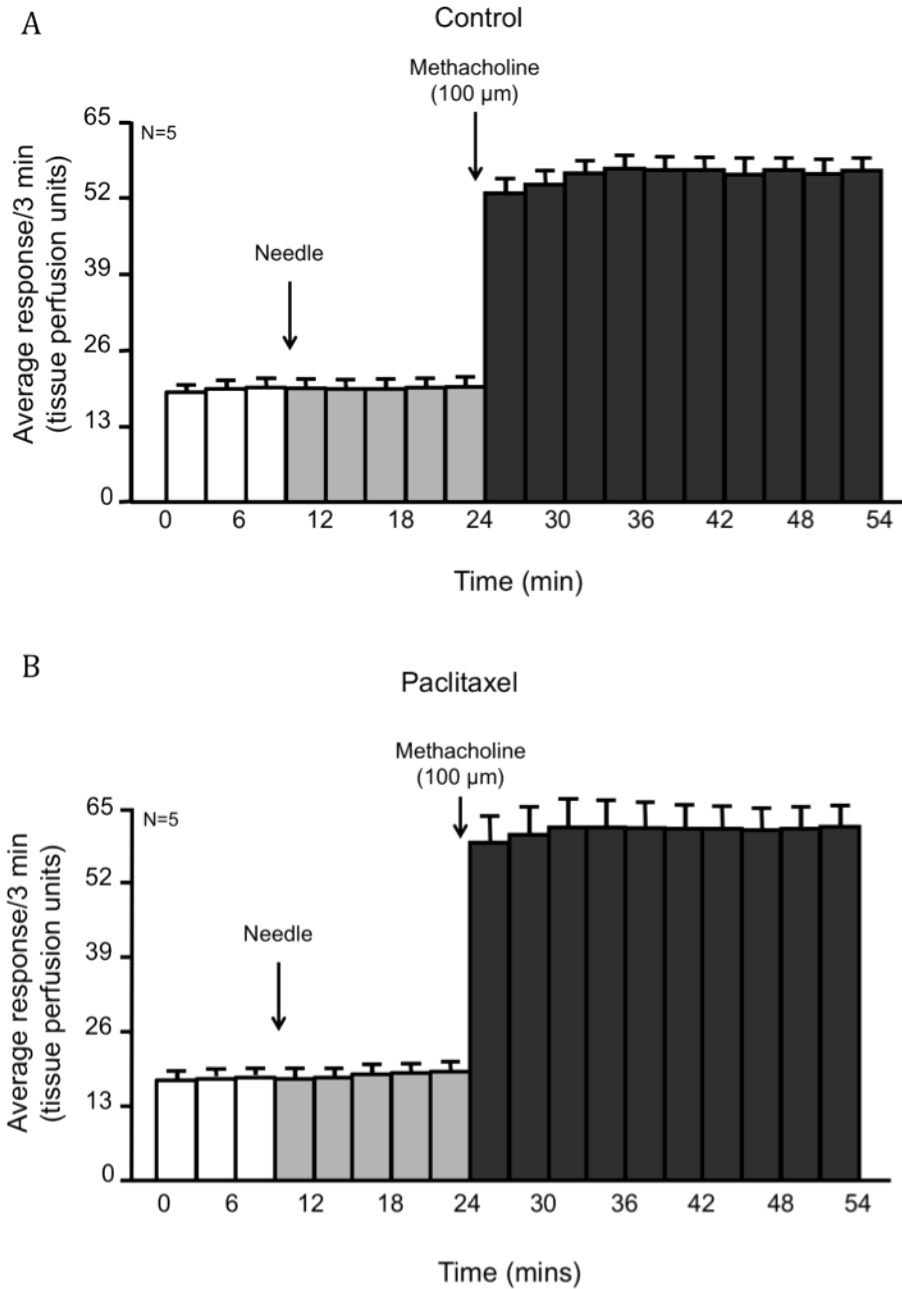 A
Control
Methacholine
(100 µm)
N=5
Needle
Average response/3 min
(tissue perfusion units)
65
52
39
26
13
0
0 6 12 18 24 30 36 42 48 54
Time (min)
B
Paclitaxel
Methacholine
(100 µm)
N=5
Needle
Average response/3 min
(tissue perfusion units)
65
52
39
26
13
0
0 6 12 18 24 30 36 42 48 54
Time (mins)